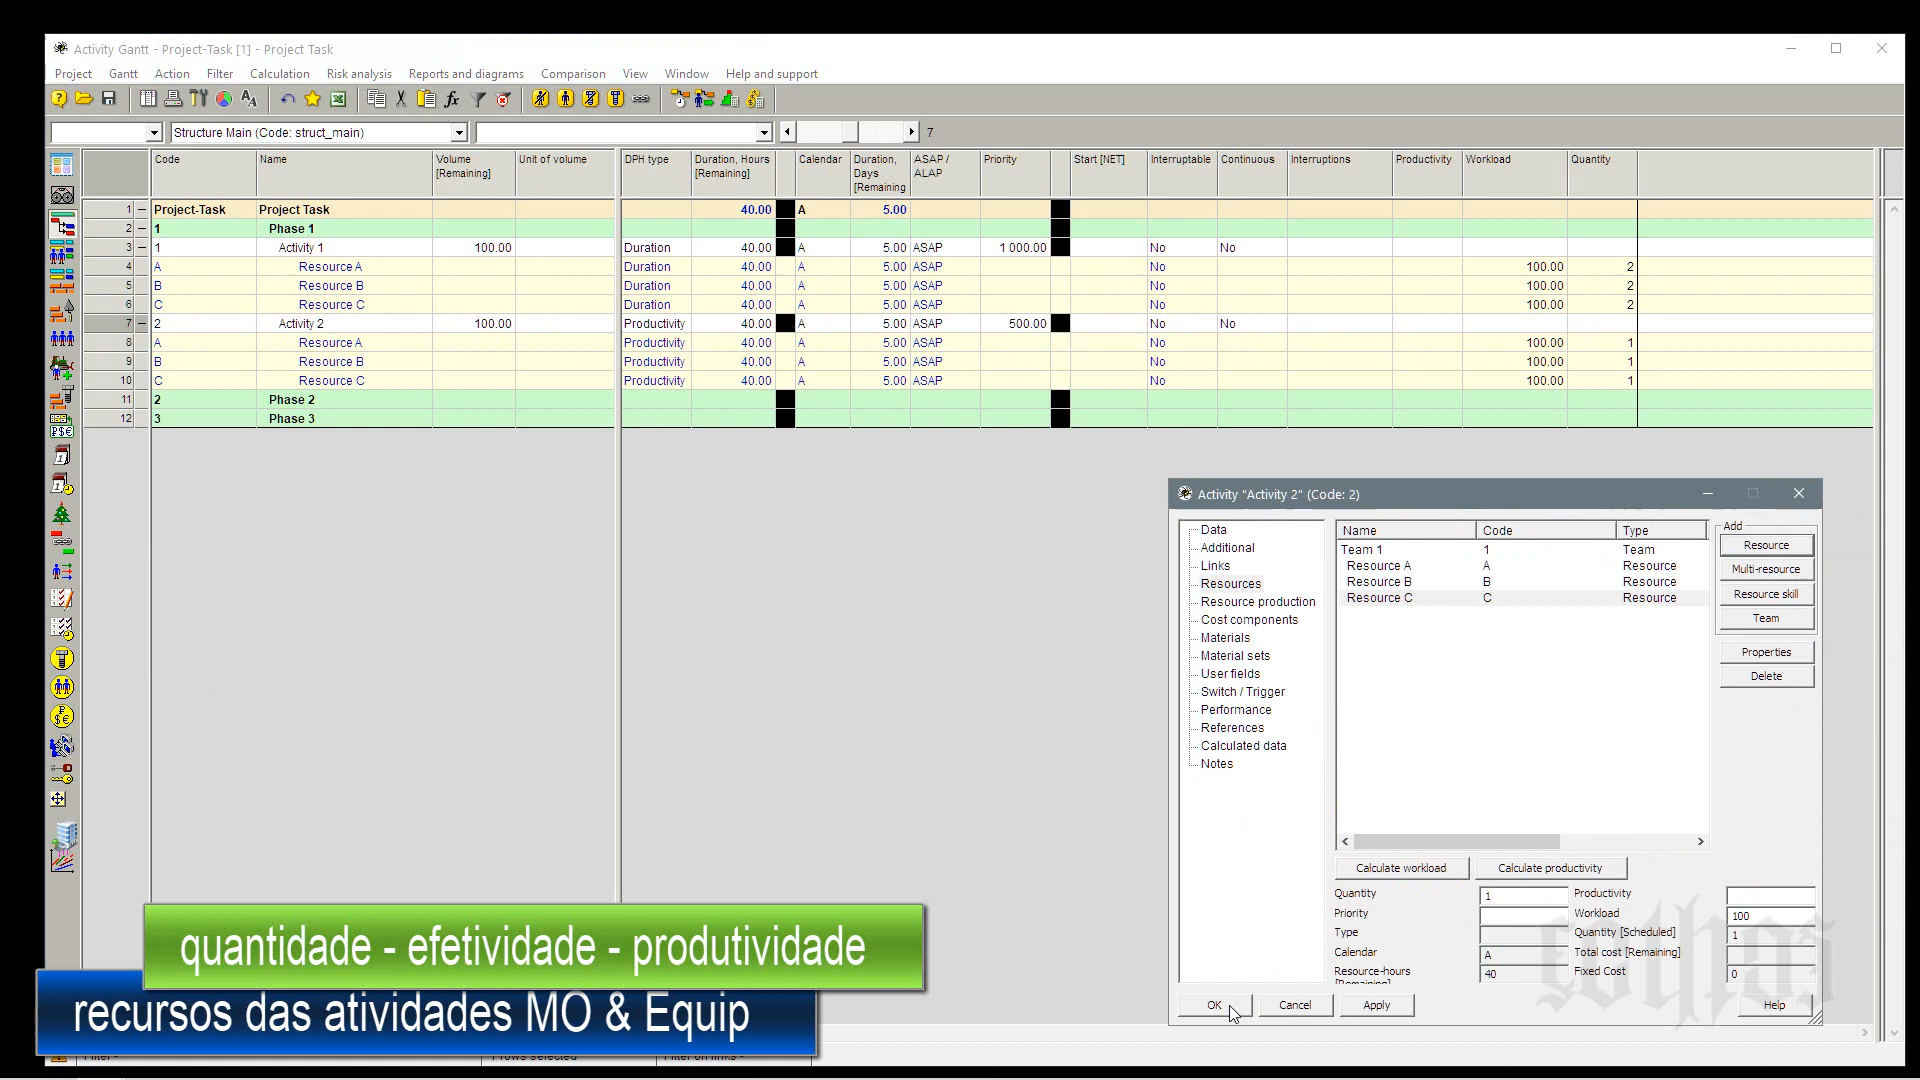 Activity Gantt - Project-Task [1] - Project Task
Project Gantt Action Filter Calculation Risk analysis Reports and diagrams Comparison View Window Help and support
Structure Main (Code: struct_main) 7
Code Name Volume [Remaining] Unit of volume DPH type Duration, Hours [Remaining] Calendar Duration, Days [Remaining ASAP / ALAP Priority Start [NET] Interruptable Continuous Interruptions Productivity Workload Quantity
1 Project-Task Project Task 40.00 A 5.00
2 1 Phase 1
3 1 Activity 1 100.00 Duration 40.00 A 5.00 ASAP 1 000.00 No No
4 A Resource A Duration 40.00 A 5.00 ASAP No 100.00 2
5 B Resource B Duration 40.00 A 5.00 ASAP No 100.00 2
6 C Resource C Duration 40.00 A 5.00 ASAP No 100.00 2
7 2 Activity 2 100.00 Productivity 40.00 A 5.00 ASAP 500.00 No No
8 A Resource A Productivity 40.00 A 5.00 ASAP No 100.00 1
9 B Resource B Productivity 40.00 A 5.00 ASAP No 100.00 1
10 C Resource C Productivity 40.00 A 5.00 ASAP No 100.00 1
11 2 Phase 2
12 3 Phase 3
Activity "Activity 2" (Code: 2)
Data
Additional
Links
Resources
Resource production
Cost components
Materials
Material sets
User fields
Switch / Trigger
Performance
References
Calculated data
Notes
Name Code Type
Team 1 1 Team
Resource A A Resource
Resource B B Resource
Resource C C Resource
Add
Resource
Multi-resource
Resource skill
Team
Properties
Delete
Calculate workload Calculate productivity
Quantity 1 Productivity
Priority Workload 100
Type Quantity [Scheduled] 1
Calendar A Total cost [Remaining]
Resource-hours [Remaining] 40 Fixed Cost 0
OK Cancel Apply Help
sothas
quantidade - efetividade - produtividade
recursos das atividades MO & Equip
Filter - 1 rows selected Filter on links -